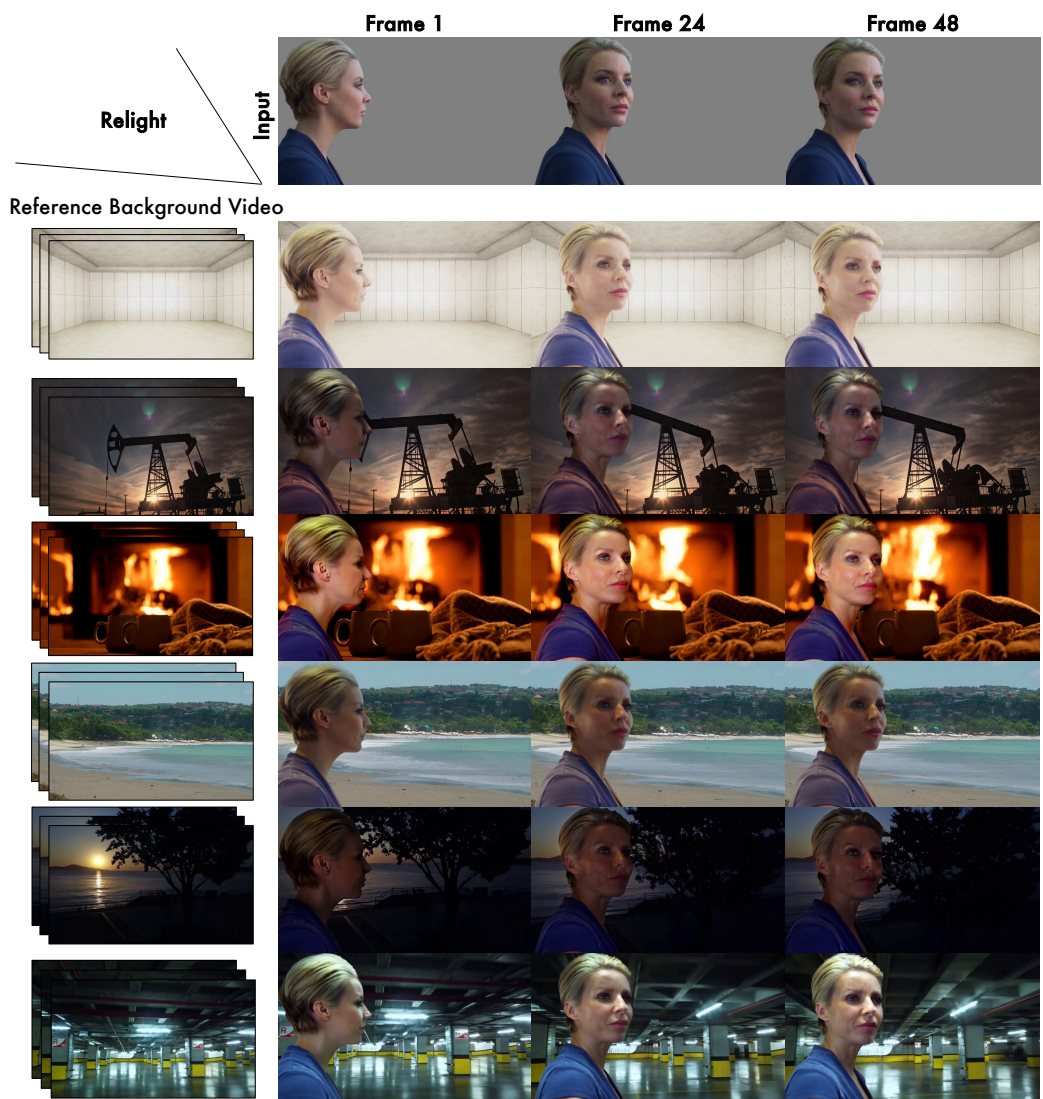 Frame 1
Frame 24
Frame 48
Relight
Input
Reference Background Video
R